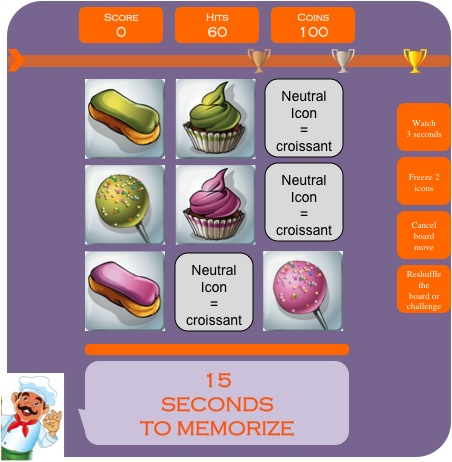 Score
0
Hits
60
Coins
100
Neutral
Icon
=
croissant
Watch
3 seconds
Neutral
Icon
=
croissant
Freeze 2
icons
Cancel
board
move
Neutral
Icon
=
croissant
Reshuffle
the
board or
challenge
15
SECONDS
TO MEMORIZE